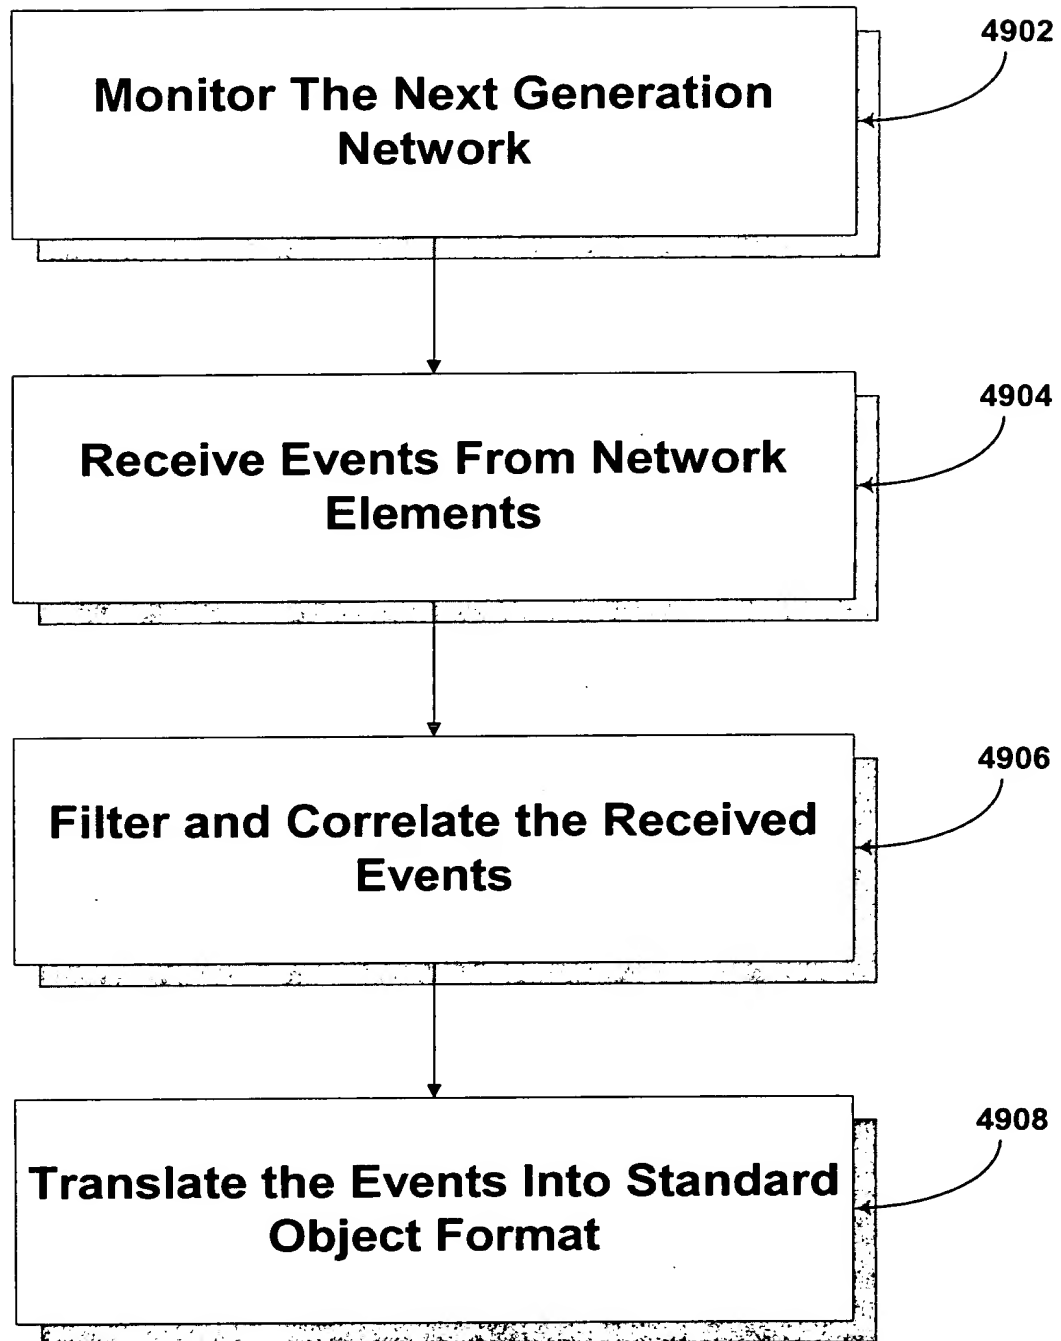 4902
Monitor The Next Generation
Network
4904
Receive Events From Network
Elements
4906
Filter and Correlate the Received
Events
4908
Translate the Events Into Standard
Object Format